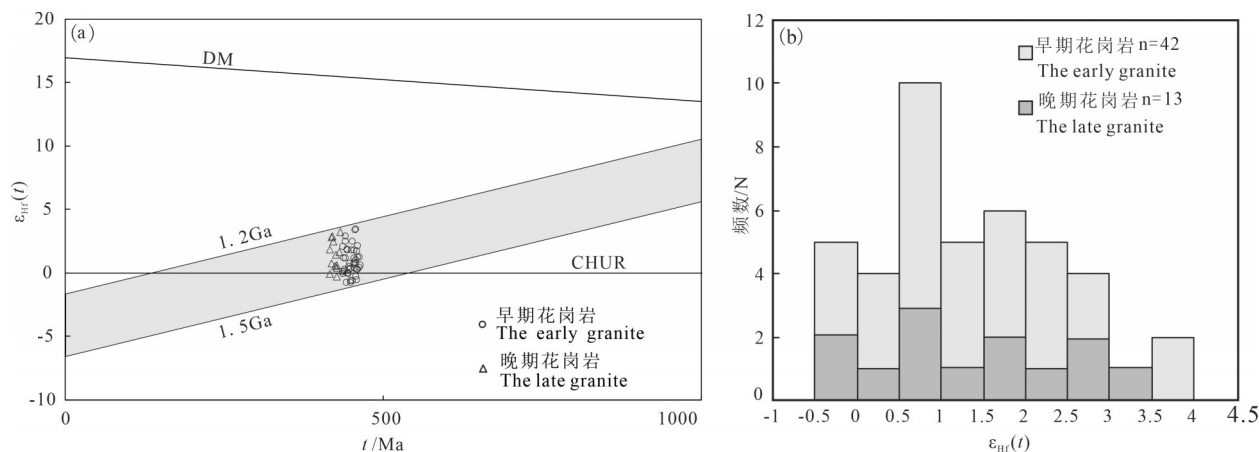 (a)
20
15
10
5
0
-5
-10
εHf(t)
DM
1.2Ga
CHUR
1.5Ga
早期花岗岩
The early granite
晚期花岗岩
The late granite
0
500
1000
t/Ma
(b)
12
10
8
6
4
2
0
频数/N
早期花岗岩 n=42
The early granite
晚期花岗岩 n=13
The late granite
-1 -0.5 0 0.5 1 1.5 2 2.5 3 3.5 4 4.5
εHf(t)